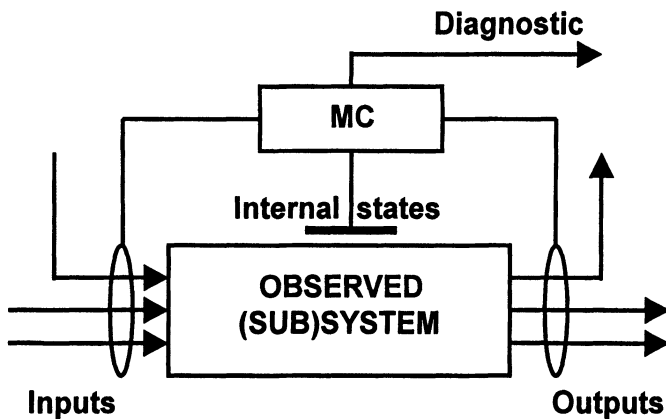 Diagnostic
MC
Internal states
OBSERVED
(SUB)SYSTEM
Inputs
Outputs